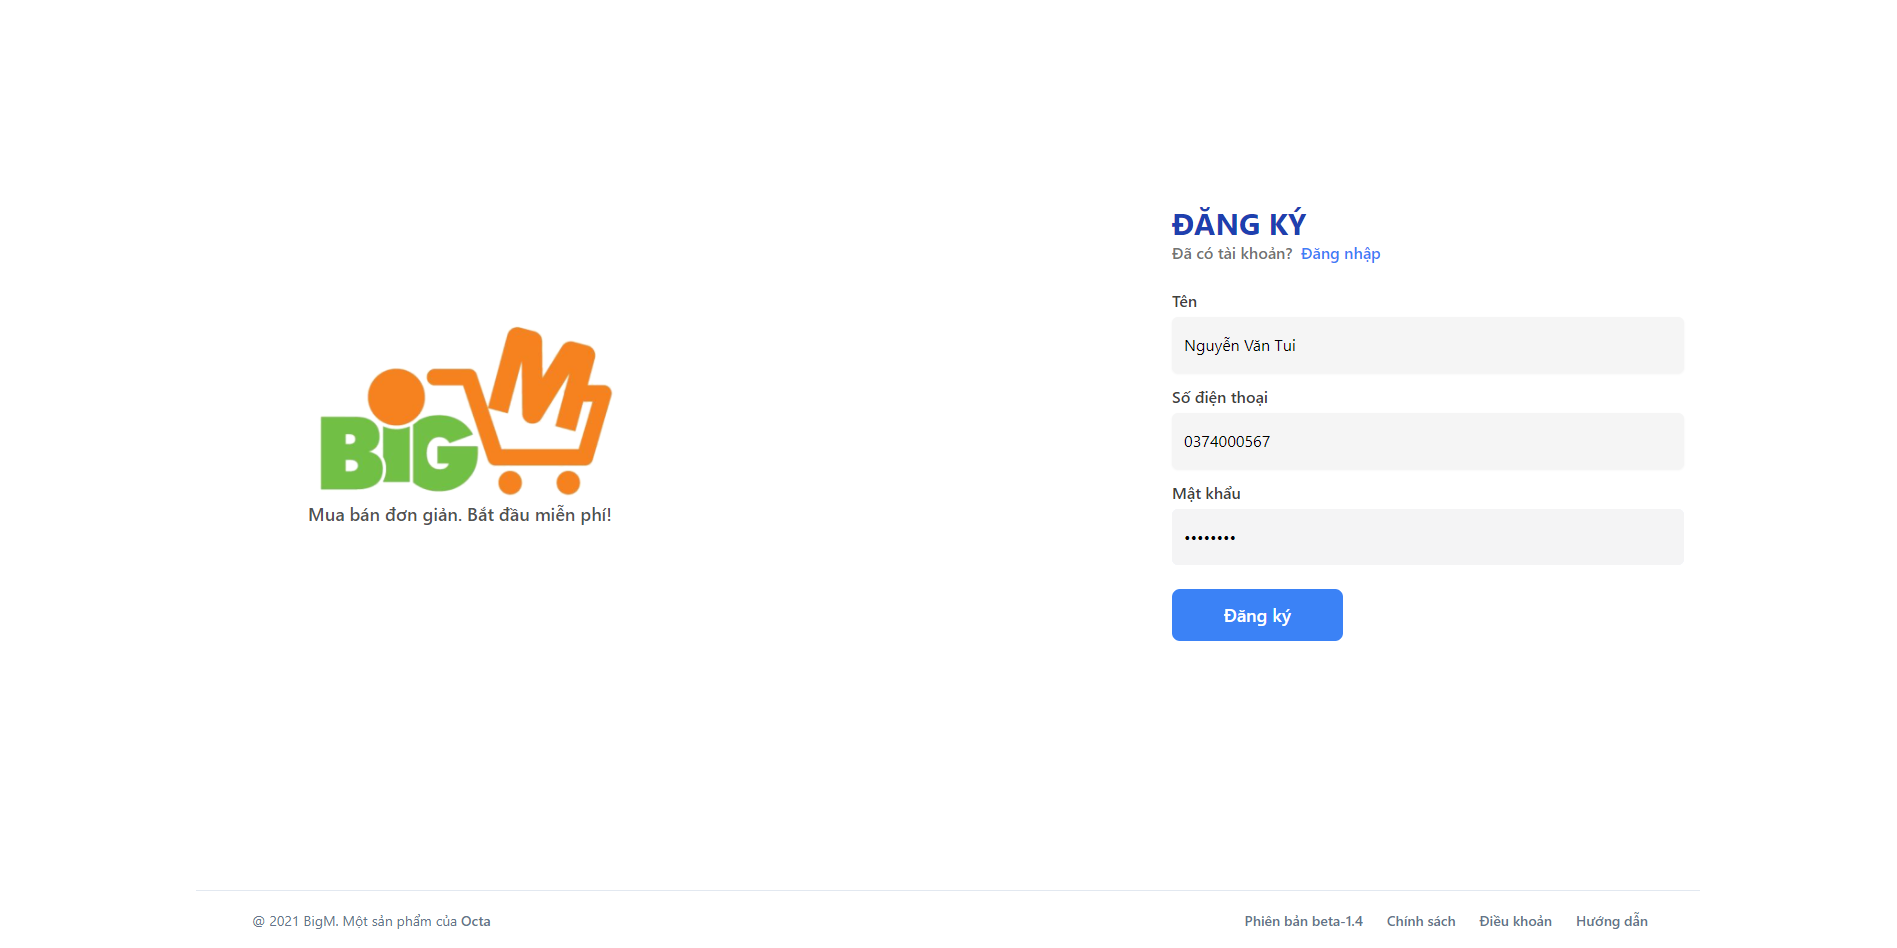 BiG M
Mua bán đơn giản. Bắt đầu miễn phí!
ĐĂNG KÝ
Đã có tài khoản? Đăng nhập
Tên
Nguyễn Văn Tui
Số điện thoại
0374000567
Mật khẩu
••••••••
Đăng ký
@ 2021 BigM. Một sản phẩm của Octa
Phiên bản beta-1.4 Chính sách Điều khoản Hướng dẫn